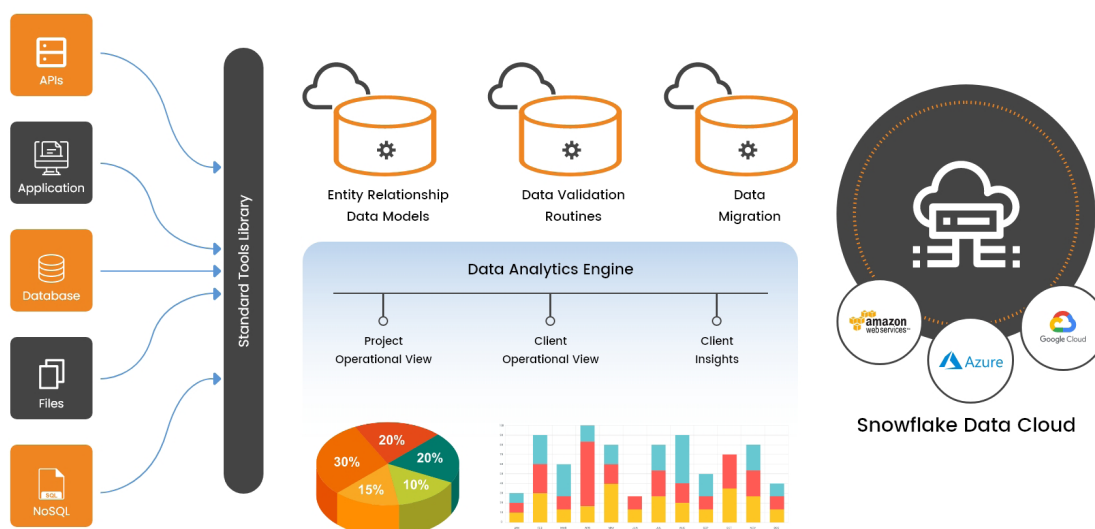 APIs
Application
Database
Files
SQL
NoSQL
Standard Tools Library
Entity Relationship
Data Models
Data Validation
Routines
Data
Migration
Data Analytics Engine
Project
Operational View
Client
Operational View
Client
Insights
20%
30%
20%
15%
10%
amazon
webservices™
Azure
Google Cloud
Snowflake Data Cloud